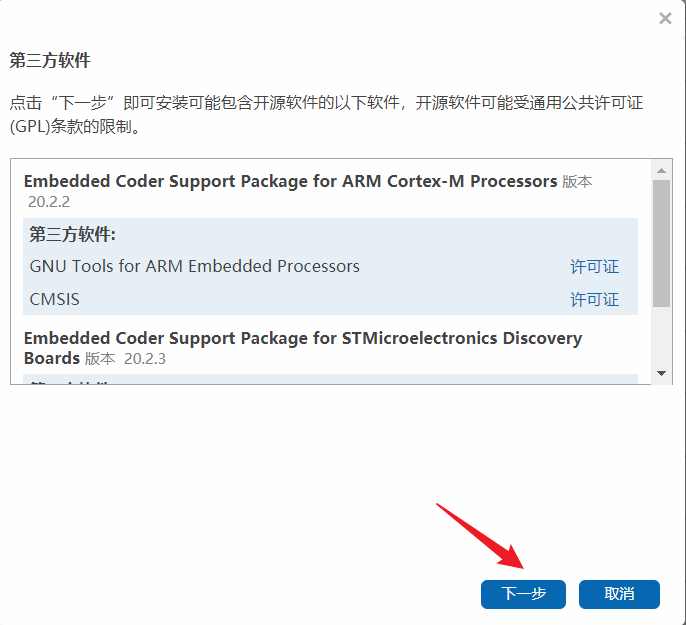 第三方软件
点击“下一步”即可安装可能包含开源软件的以下软件，开源软件可能受通用公共许可证
(GPL)条款的限制。
Embedded Coder Support Package for ARM Cortex-M Processors 版本
20.2.2
第三方软件:
GNU Tools for ARM Embedded Processors 许可证
CMSIS 许可证
Embedded Coder Support Package for STMicroelectronics Discovery
Boards 版本 20.2.3
下一步 取消